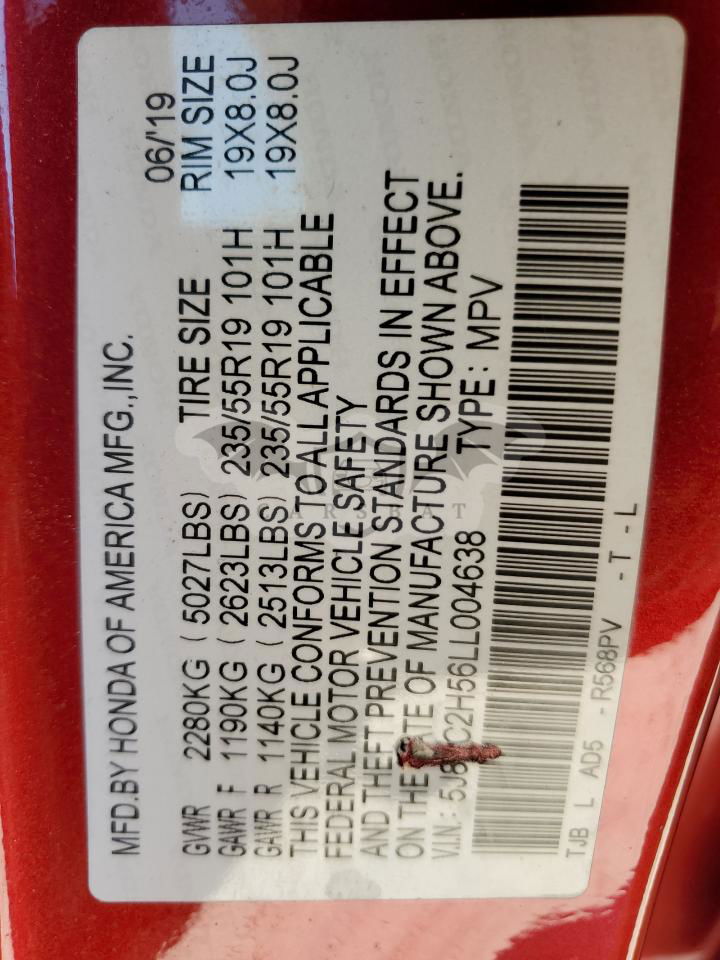 MFD.BY HONDA OF AMERICA MFG.,INC. 06/'19
GVWR 2280KG ( 5027LBS) TIRE SIZE RIM SIZE
GAWR F 1190KG ( 2623LBS) 235/55R19 101H 19X8.0J
GAWR R 1140KG ( 2513LBS) 235/55R19 101H 19X8.0J
THIS VEHICLE CONFORMS TO ALL APPLICABLE
FEDERAL MOTOR VEHICLE SAFETY
AND THEFT PREVENTION STANDARDS IN EFFECT
ON THE OF MANUFACTURE SHOWN ABOVE.
V.I.N.: TYPE: MPV
TJB L AD5 -R568PV -T-L
CARSBAT